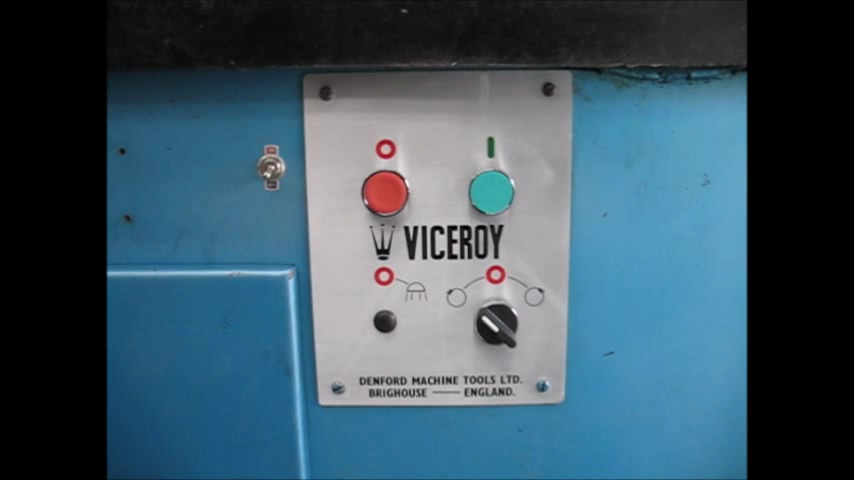 VICEROY
DENFORD MACHINE TOOLS LTD.
BRIGHOUSE —— ENGLAND.